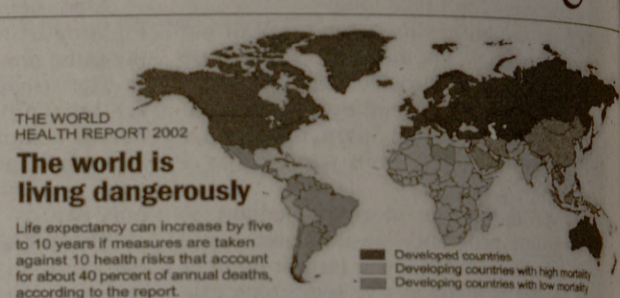 THE WORLD
HEALTH REPORT 2002
The world is
living dangerously
Life expectancy can increase by five
to 10 years if measures are taken
against 10 health risks that account
for about 40 percent of annual deaths,
according to the report.
Developed countries
Developing countries with high mortality
Developing countries with low mortality